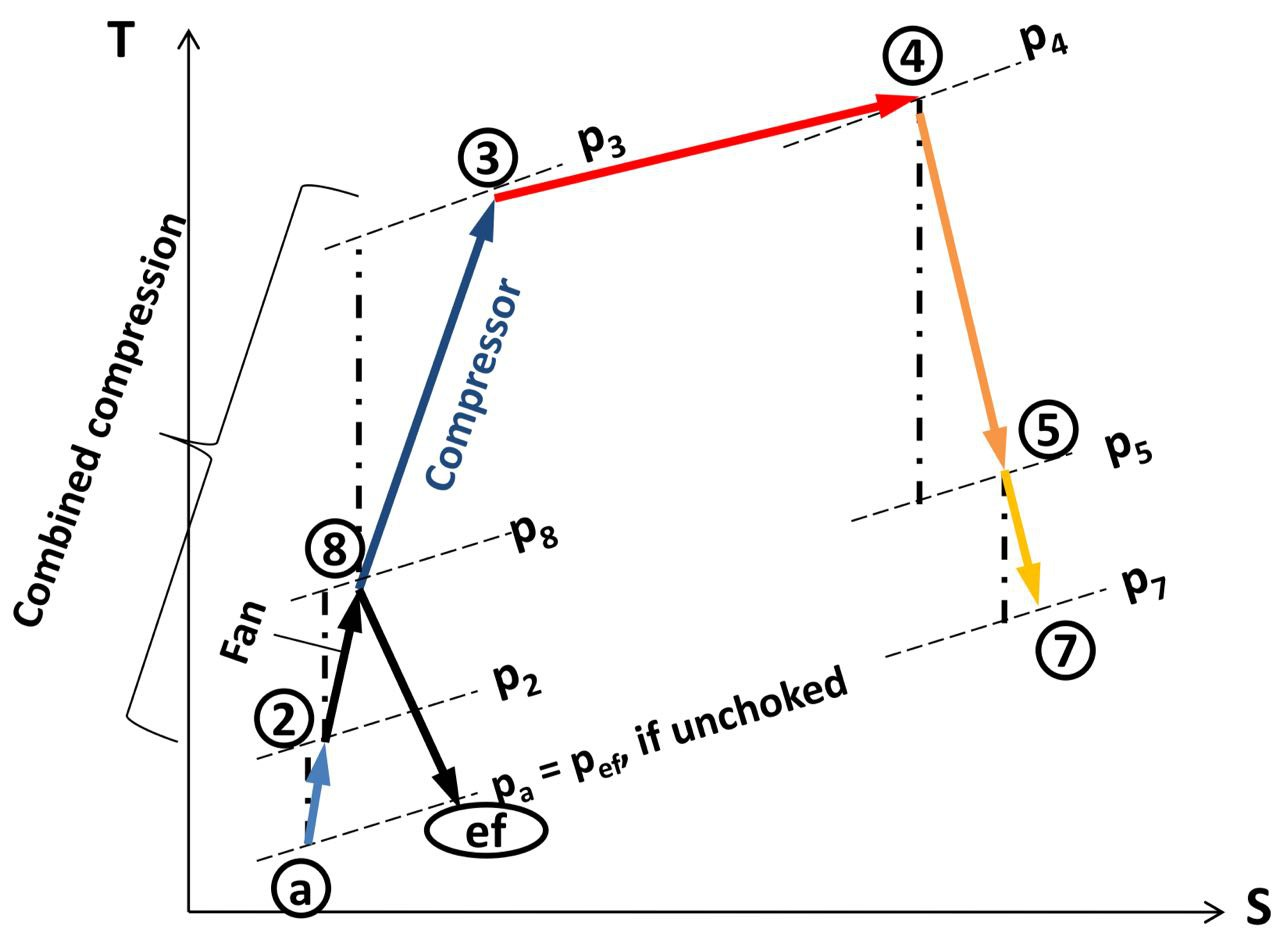 T
4
p4
3
p3
Combined compression
Compressor
5
p5
8
p8
Fan
p7
7
2
p2
pa = pef, if unchoked
ef
a
S